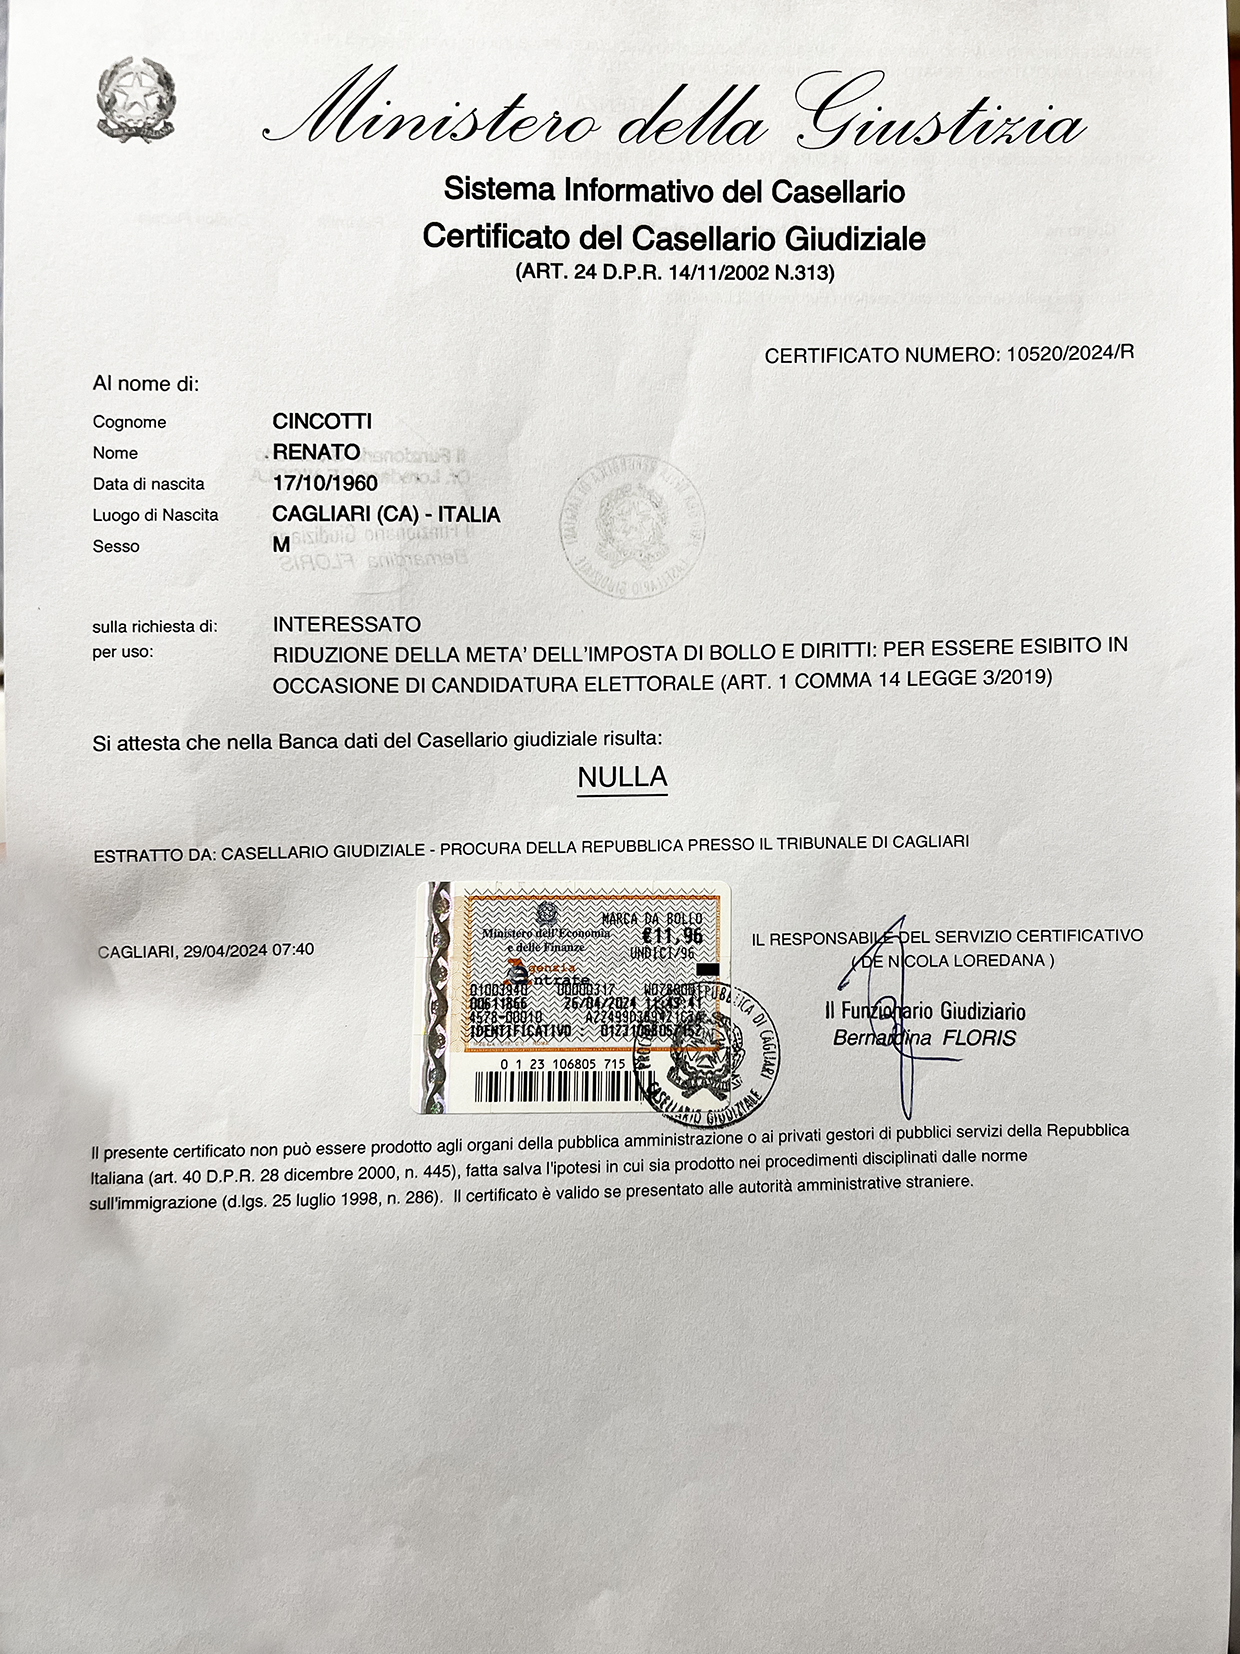 Ministero della Giustizia
Sistema Informativo del Casellario
Certificato del Casellario Giudiziale
(ART. 24 D.P.R. 14/11/2002 N.313)
CERTIFICATO NUMERO: 10520/2024/R
Al nome di:
Cognome CINCOTTI
Nome RENATO
Data di nascita 17/10/1960
Luogo di Nascita CAGLIARI (CA) - ITALIA
Sesso M
sulla richiesta di: INTERESSATO
per uso: RIDUZIONE DELLA META' DELL'IMPOSTA DI BOLLO E DIRITTI: PER ESSERE ESIBITO IN
OCCASIONE DI CANDIDATURA ELETTORALE (ART. 1 COMMA 14 LEGGE 3/2019)
Si attesta che nella Banca dati del Casellario giudiziale risulta:
NULLA
ESTRATTO DA: CASELLARIO GIUDIZIALE - PROCURA DELLA REPUBBLICA PRESSO IL TRIBUNALE DI CAGLIARI
CAGLIARI, 29/04/2024 07:40
MARCA DA BOLLO
Ministero dell'Economia
e delle Finanze
€11,96
UNDICI/96
Agenzia
Entrate
00611866 26/04/2024
4578-00010
IDENTIFICATIVO :
0 1 23 106805 715
CAGLIARI
CASELLARIO GIUDIZIALE
IL RESPONSABILE DEL SERVIZIO CERTIFICATIVO
( DE NICOLA LOREDANA )
Il Funzionario Giudiziario
Bernardina FLORIS
Il presente certificato non può essere prodotto agli organi della pubblica amministrazione o ai privati gestori di pubblici servizi della Repubblica
Italiana (art. 40 D.P.R. 28 dicembre 2000, n. 445), fatta salva l'ipotesi in cui sia prodotto nei procedimenti disciplinati dalle norme
sull'immigrazione (d.lgs. 25 luglio 1998, n. 286). Il certificato è valido se presentato alle autorità amministrative straniere.